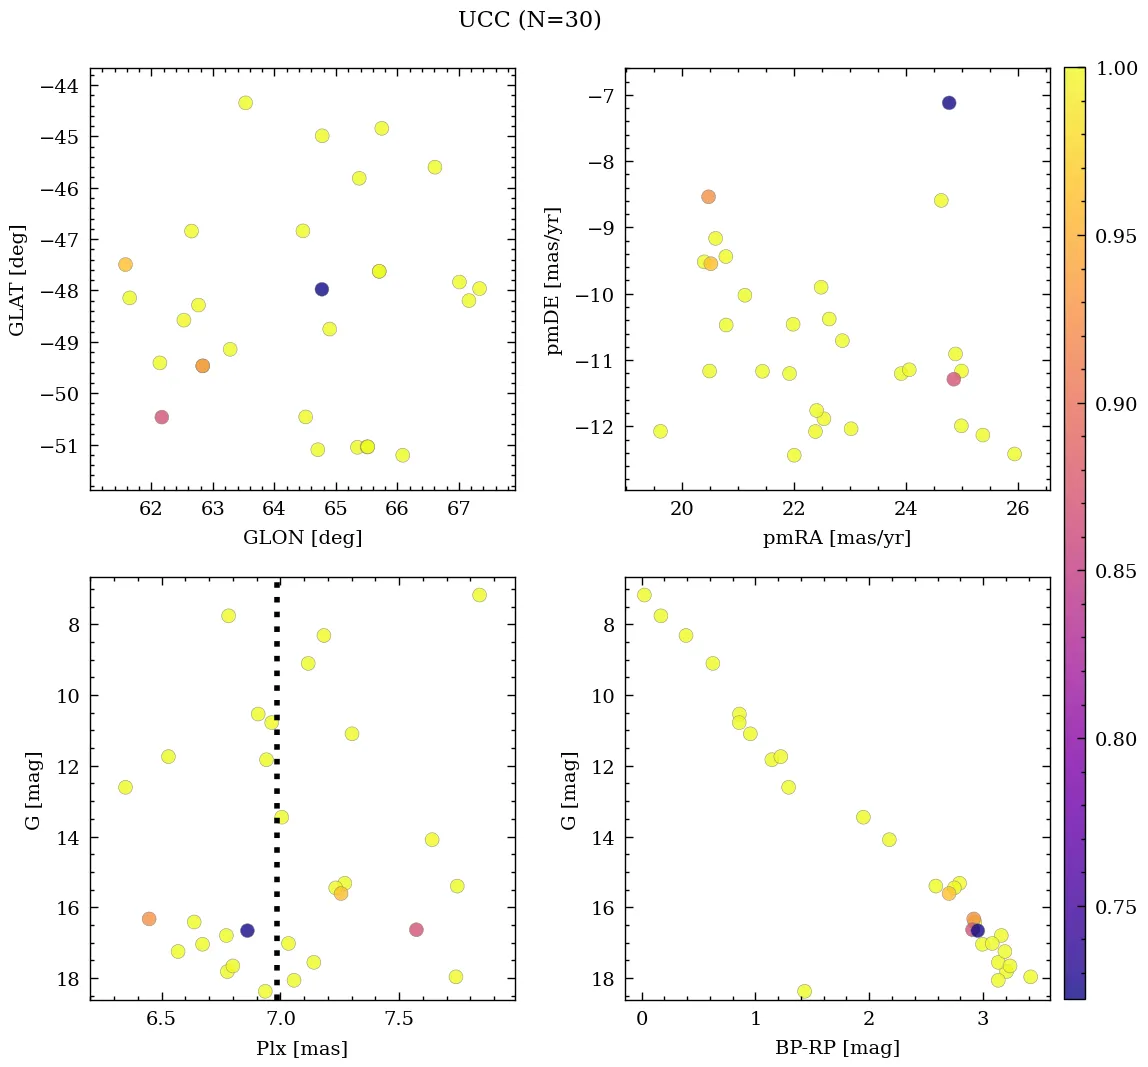 UCC (N=30)
−44
−45
−46
−47
−48
−49
−50
−51
GLAT [deg]
62 63 64 65 66 67
GLON [deg]
−7
−8
−9
−10
−11
−12
pmDE [mas/yr]
20 22 24 26
pmRA [mas/yr]
1.00
0.95
0.90
0.85
0.80
0.75
8
10
12
14
16
18
G [mag]
6.5 7.0 7.5
Plx [mas]
8
10
12
14
16
18
G [mag]
0 1 2 3
BP-RP [mag]